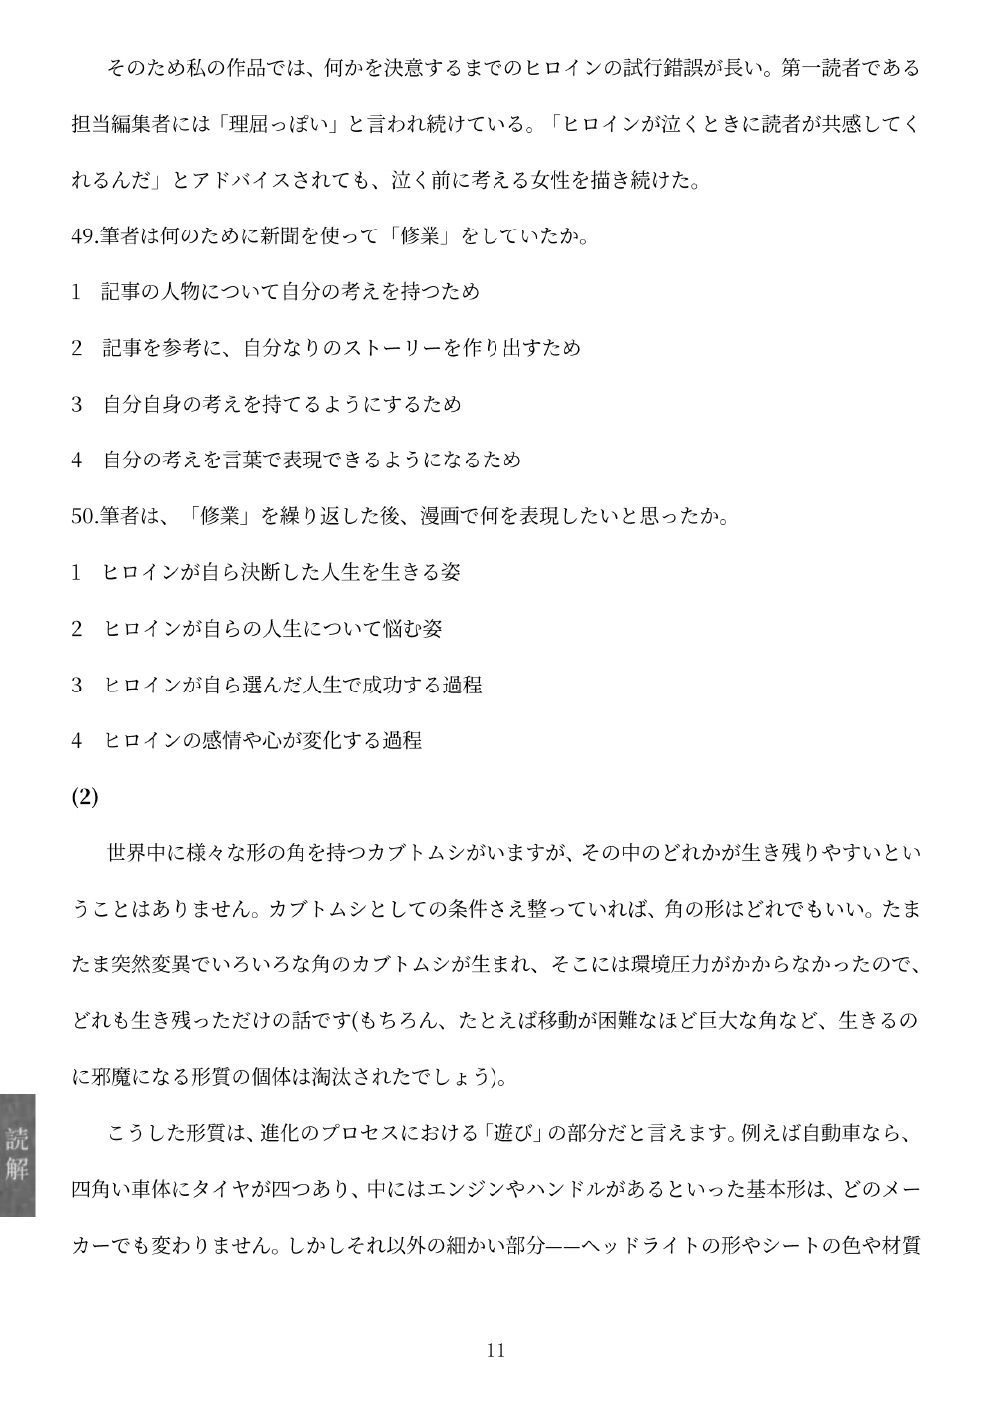 そのため私の作品では、何かを決意するまでのヒロインの試行錯誤が長い。第一読者である
担当編集者には「理屈っぽい」と言われ続けている。「ヒロインが泣くときに読者が共感してく
れるんだ」とアドバイスされても、泣く前に考える女性を描き続けた。
49.筆者は何のために新聞を使って「修業」をしていたか。
1 記事の人物について自分の考えを持つため
2 記事を参考に、自分なりのストーリーを作り出すため
3 自分自身の考えを持てるようにするため
4 自分の考えを言葉で表現できるようになるため
50.筆者は、「修業」を繰り返した後、漫画で何を表現したいと思ったか。
1 ヒロインが自ら決断した人生を生きる姿
2 ヒロインが自らの人生について悩む姿
3 ヒロインが自ら選んだ人生で成功する過程
4 ヒロインの感情や心が変化する過程
(2)
世界中に様々な形の角を持つカブトムシがいますが、その中のどれかが生き残りやすいとい
うことはありません。カブトムシとしての条件さえ整っていれば、角の形はどれでもいい。たま
たま突然変異でいろいろな角のカブトムシが生まれ、そこには環境圧力がかからなかったので、
どれも生き残っただけの話です(もちろん、たとえば移動が困難なほど巨大な角など、生きるの
に邪魔になる形質の個体は淘汰されたでしょう)。
こうした形質は、進化のプロセスにおける「遊び」の部分だと言えます。例えば自動車なら、
四角い車体にタイヤが四つあり、中にはエンジンやハンドルがあるといった基本形は、どのメー
カーでも変わりません。しかしそれ以外の細かい部分——ヘッドライトの形やシートの色や材質
読解
11